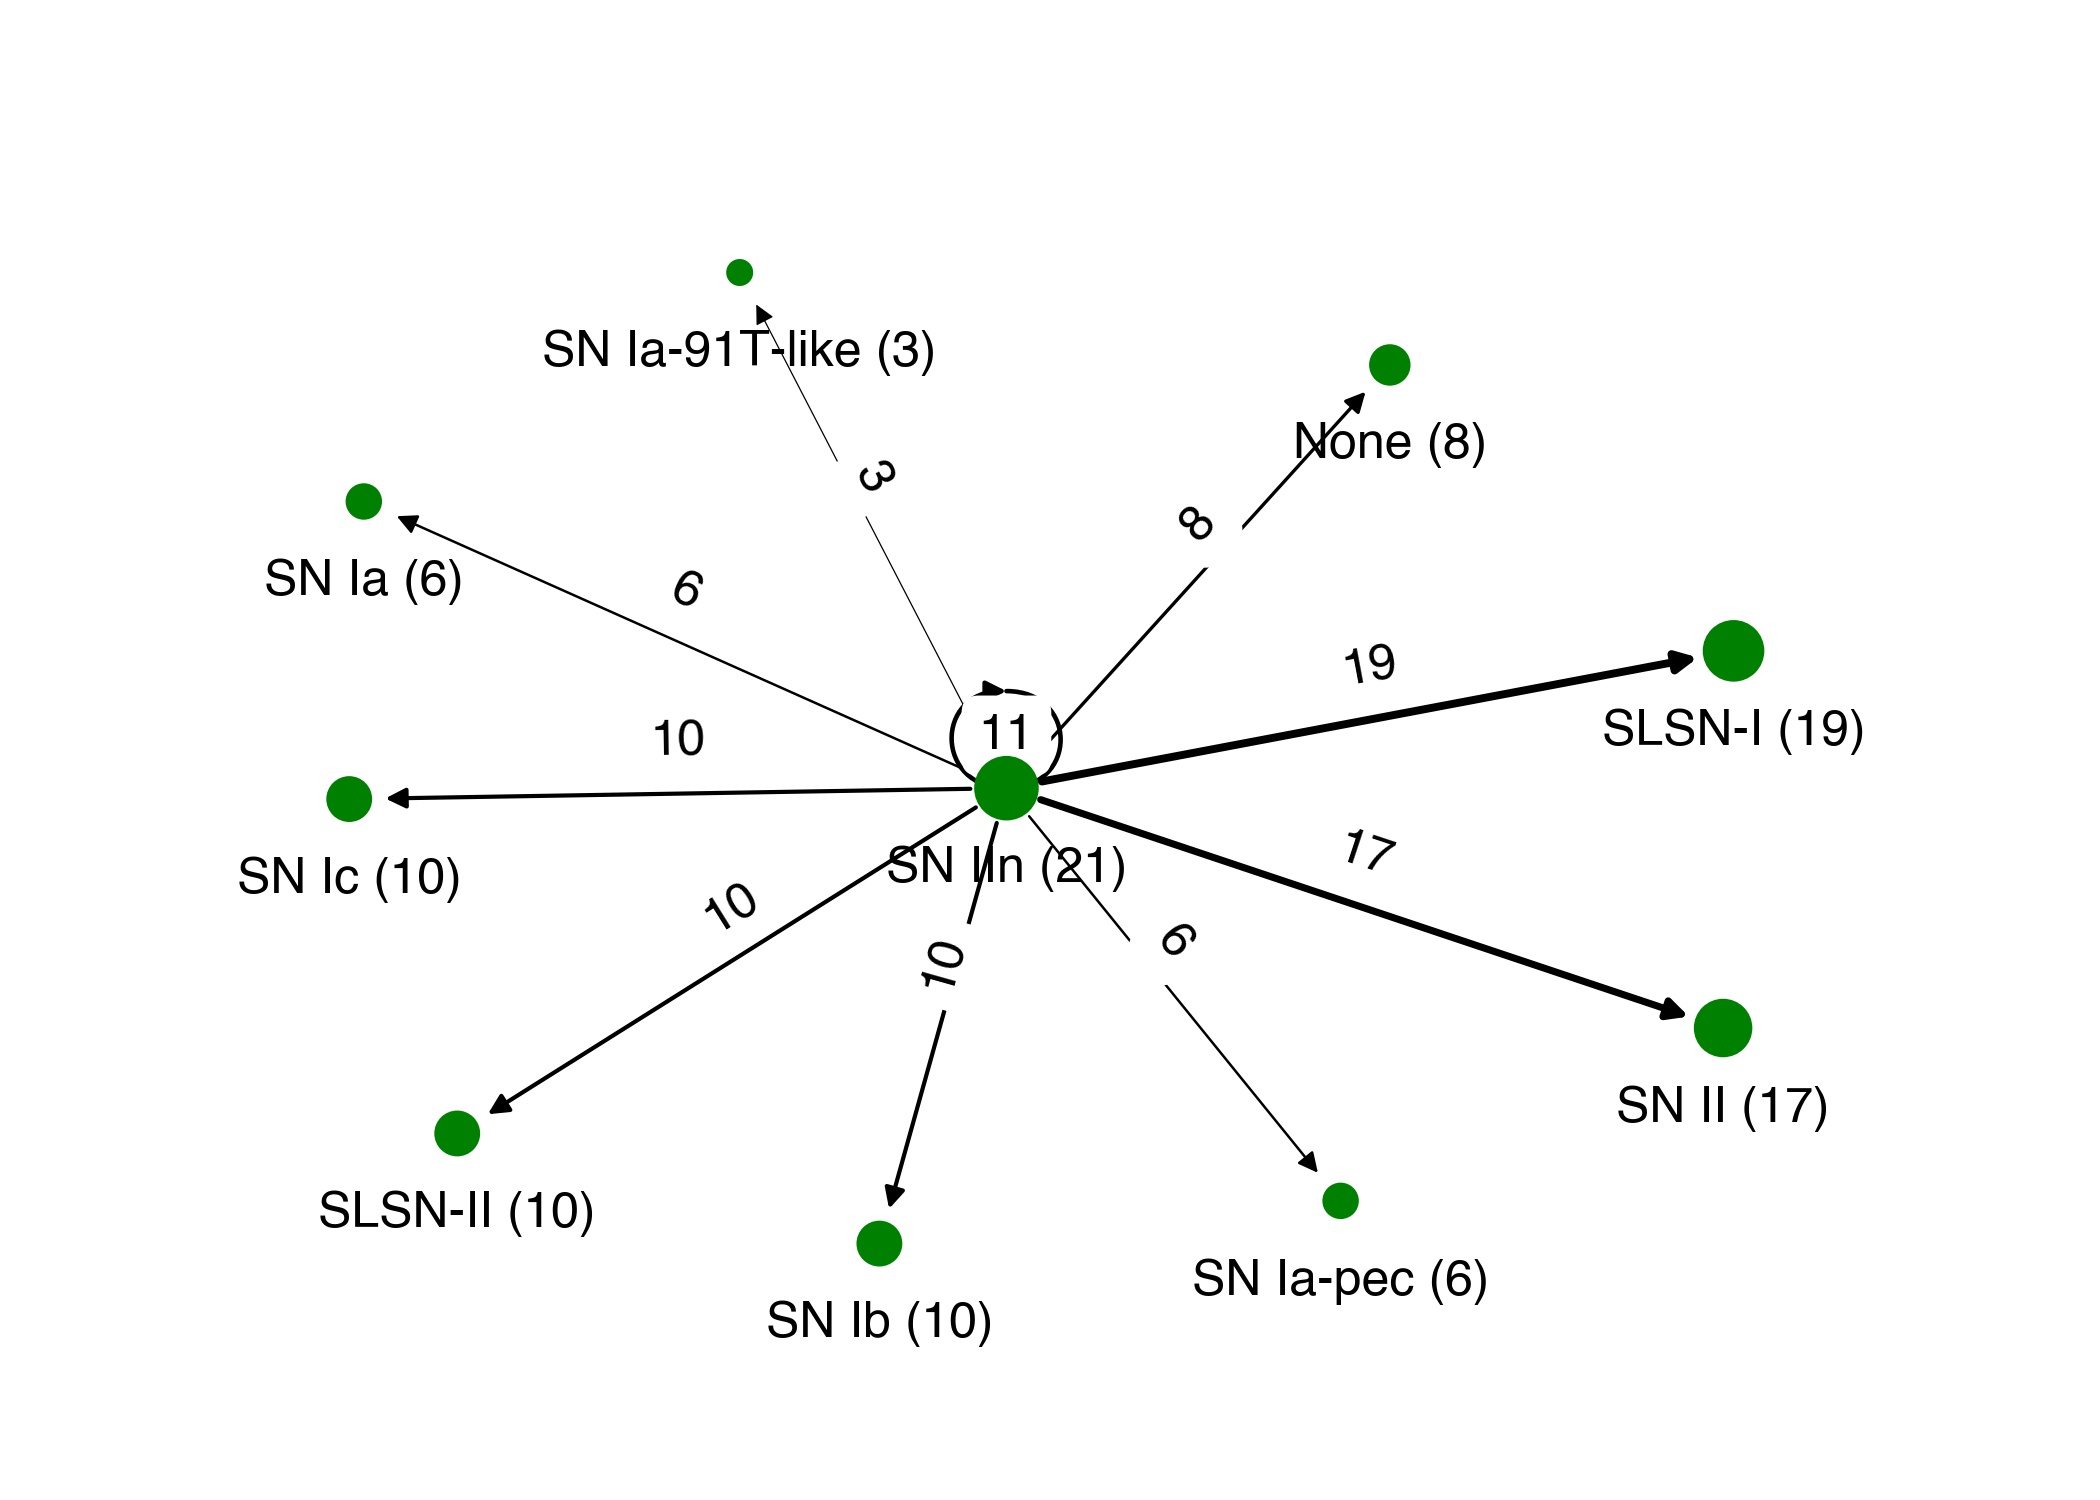 SN Ia-91T-like (3)
None (8)
3
8
SN Ia (6)
6
19
SLSN-I (19)
11
10
SN Ic (10)
SN IIn (21)
17
10
10
6
SN II (17)
SLSN-II (10)
SN Ib (10)
SN Ia-pec (6)